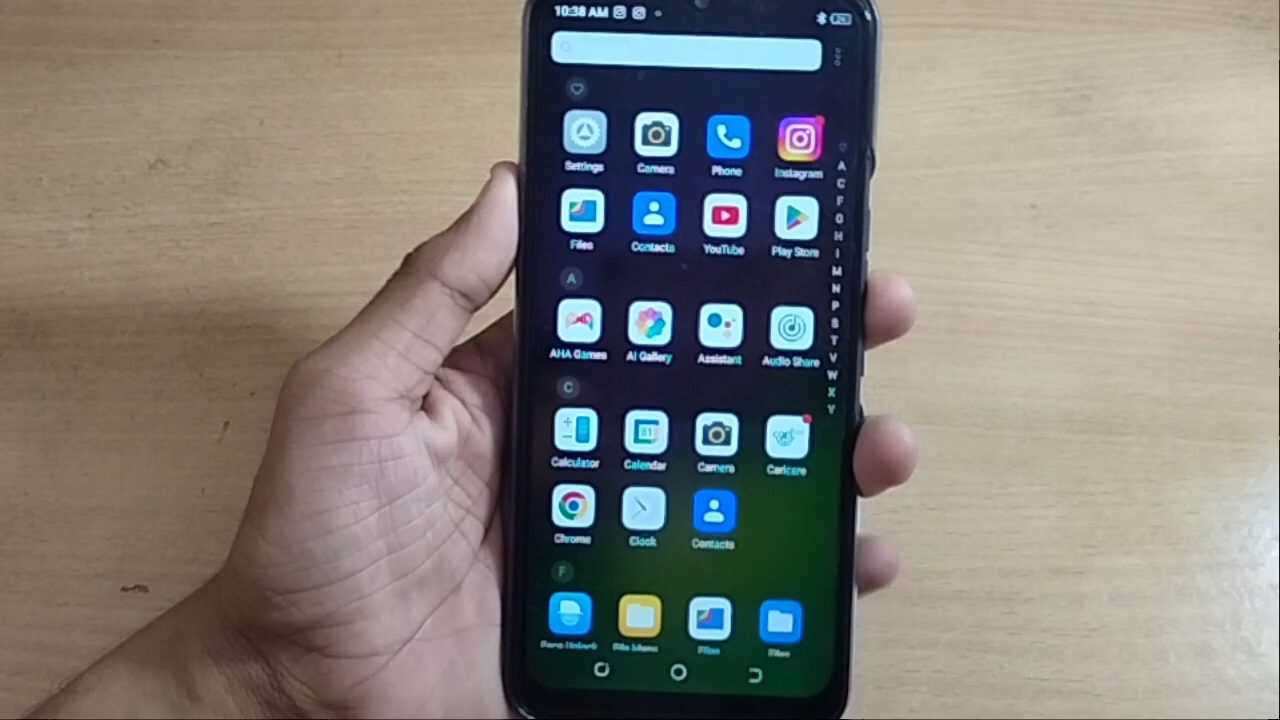 10:38 AM
Settings Camera Phone Instagram
Files Contacts YouTube Play Store
A
AHA Games AI Gallery Assistant Audio Share
C
Calculator Calendar Camera Carlcare
Chrome Clock Contacts
F
Files
A
C
F
G
H
I
M
N
P
S
T
V
W
X
Y